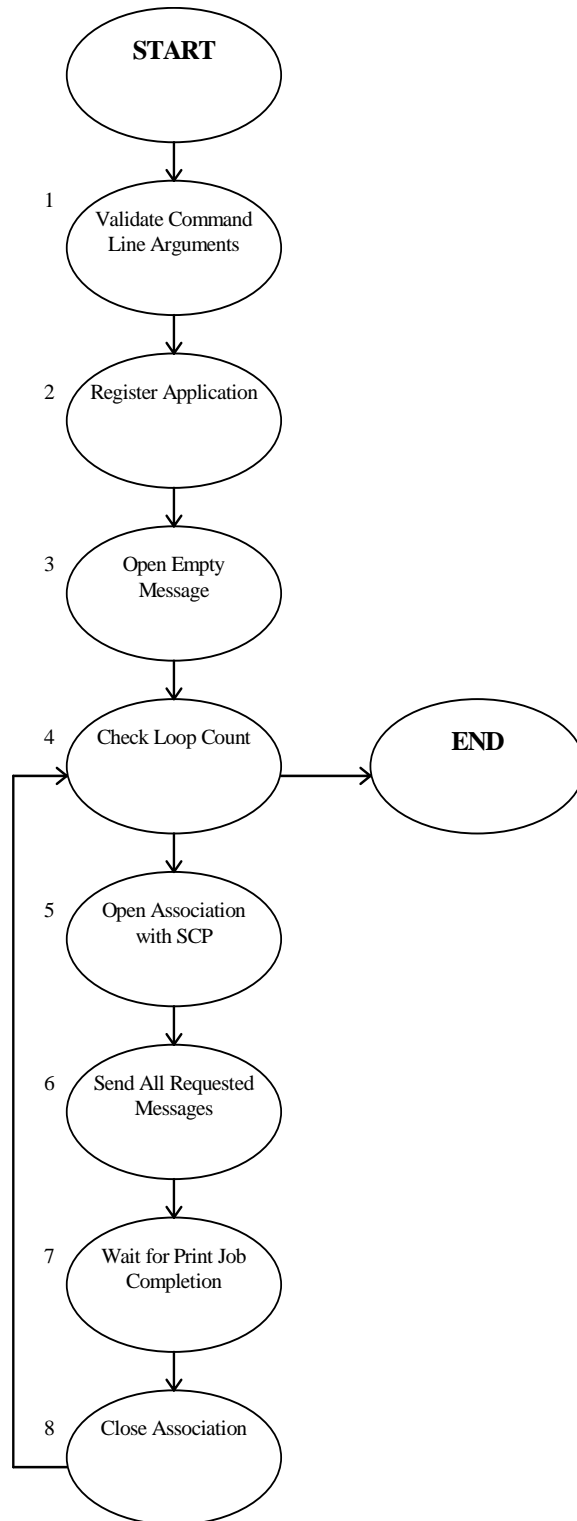 START
1
Validate Command
Line Arguments
2
Register Application
3
Open Empty
Message
4
Check Loop Count
END
5
Open Association
with SCP
6
Send All Requested
Messages
7
Wait for Print Job
Completion
8
Close Association